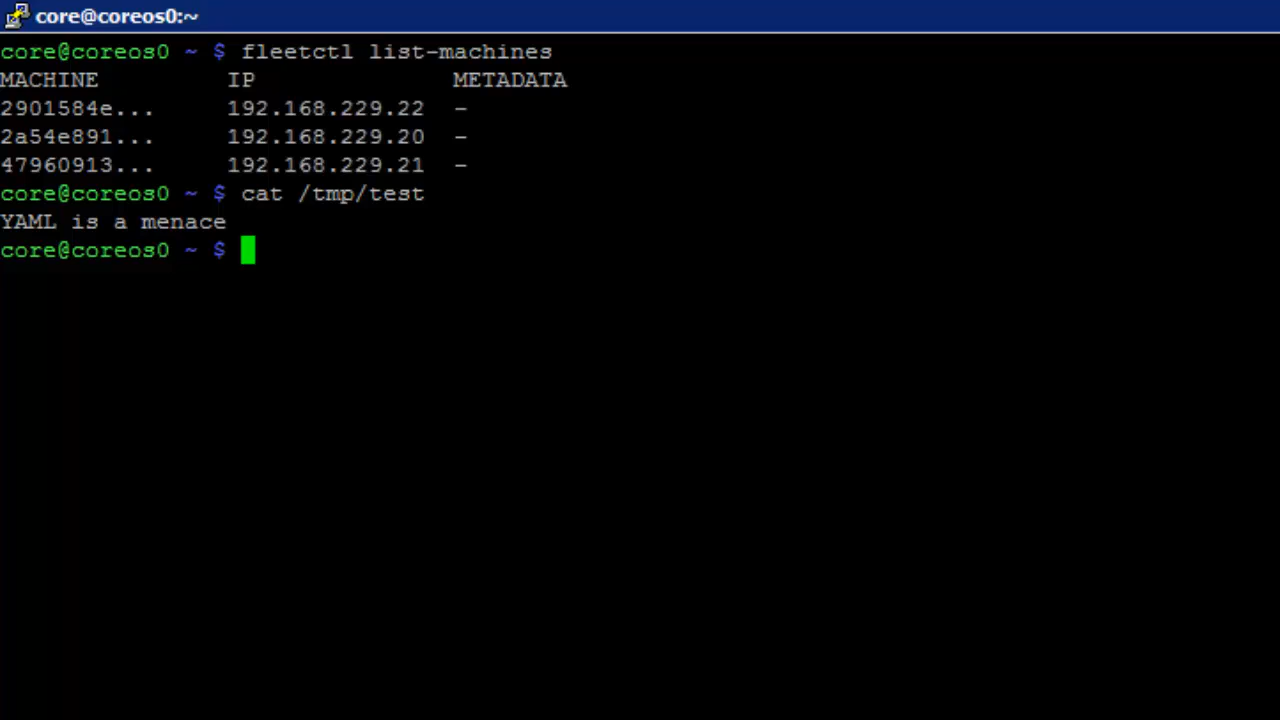 core@coreos0:~
core@coreos0 ~ $ fleetctl list-machines
MACHINE IP METADATA
2901584e... 192.168.229.22 -
2a54e891... 192.168.229.20 -
47960913... 192.168.229.21 -
core@coreos0 ~ $ cat /tmp/test
YAML is a menace
core@coreos0 ~ $